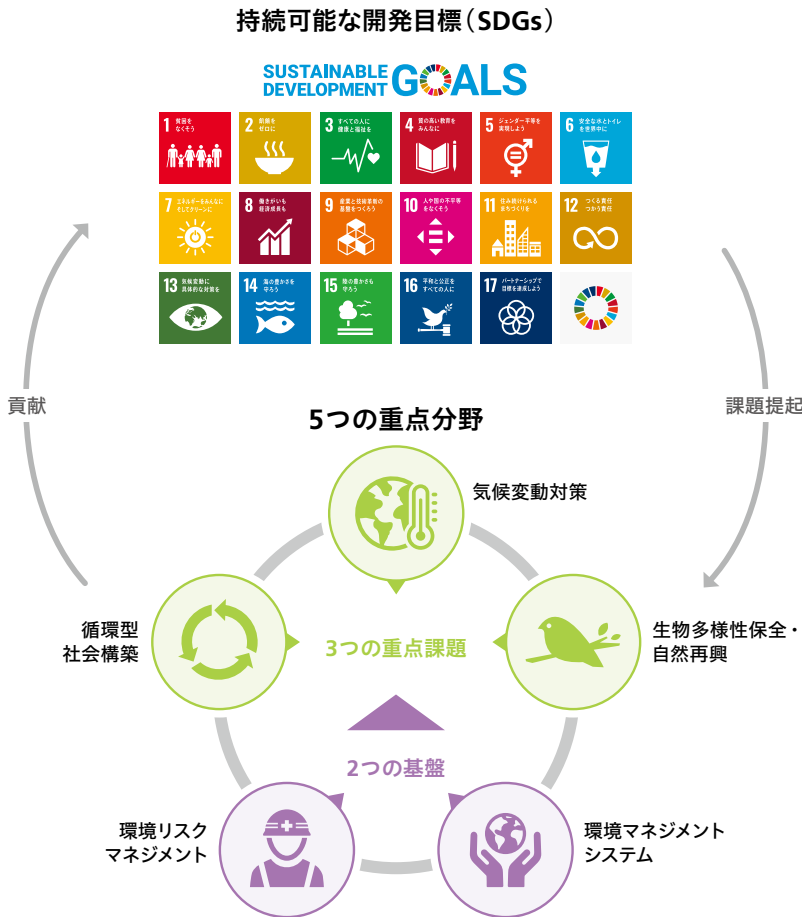 持続可能な開発目標（SDGs）
SUSTAINABLE
DEVELOPMENT GOALS
1 貧困を
なくそう
2 飢餓を
ゼロに
3 すべての人に
健康と福祉を
4 質の高い教育を
みんなに
5 ジェンダー平等を
実現しよう
6 安全な水とトイレ
を世界中に
7 エネルギーをみんなに
そしてクリーンに
8 働きがいも
経済成長も
9 産業と技術革新の
基盤をつくろう
10 人や国の不平等
をなくそう
11 住み続けられる
まちづくりを
12 つくる責任
つかう責任
13 気候変動に
具体的な対策を
14 海の豊かさを
守ろう
15 陸の豊かさも
守ろう
16 平和と公正を
すべての人に
17 パートナーシップで
目標を達成しよう
貢献
課題提起
5つの重点分野
気候変動対策
循環型
社会構築
3つの重点課題
生物多様性保全・
自然再興
2つの基盤
環境リスク
マネジメント
環境マネジメント
システム